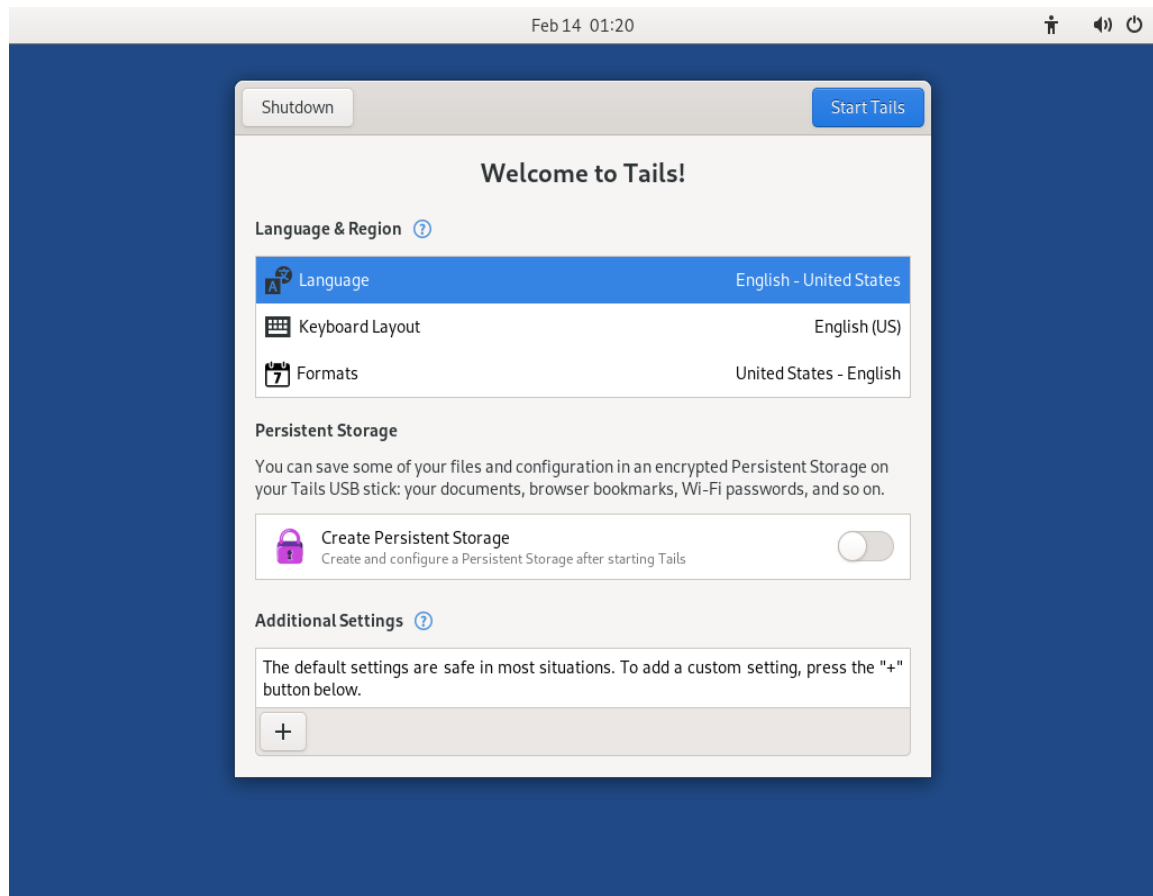 Feb 14 01:20
Shutdown
Start Tails
Welcome to Tails!
Language & Region ?
Language English - United States
Keyboard Layout English (US)
7 Formats United States - English
Persistent Storage
You can save some of your files and configuration in an encrypted Persistent Storage on
your Tails USB stick: your documents, browser bookmarks, Wi-Fi passwords, and so on.
Create Persistent Storage
Create and configure a Persistent Storage after starting Tails
Additional Settings ?
The default settings are safe in most situations. To add a custom setting, press the "+"
button below.
+